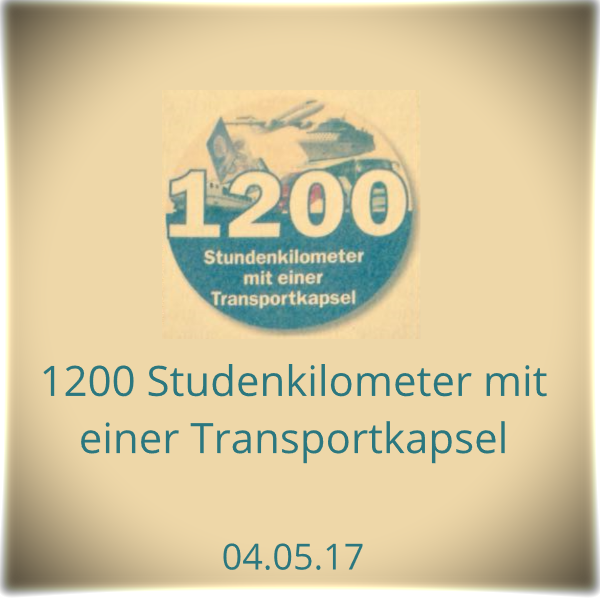 1200
Stundenkilometer
mit einer
Transportkapsel
1200 Studenkilometer mit
einer Transportkapsel
04.05.17